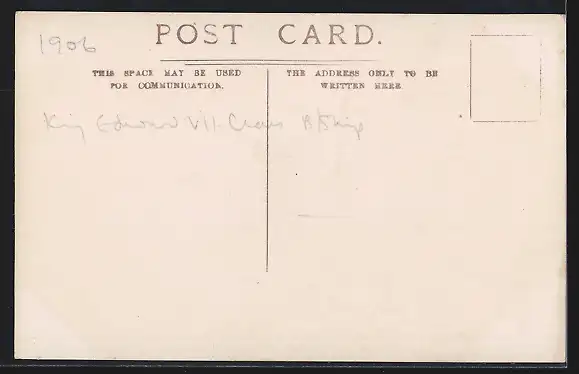 1906
POST CARD.
THIS SPACE MAY BE USED
FOR COMMUNICATION.
THE ADDRESS ONLY TO BE
WRITTEN HERE
King Edward VII. Class B/Ship